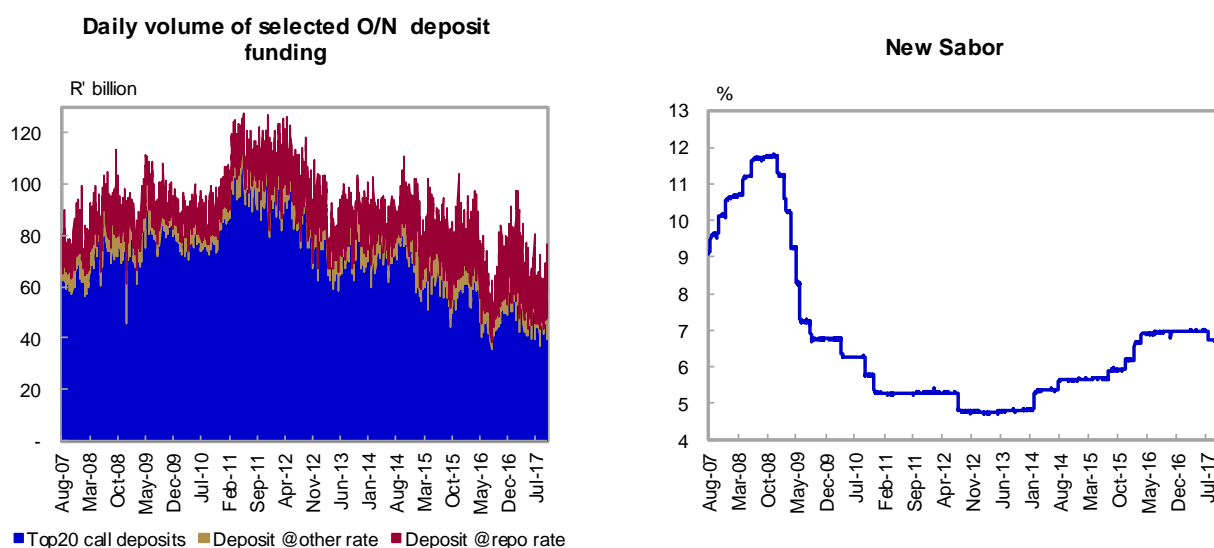 Daily volume of selected O/N deposit
funding
R' billion
120
100
80
60
40
20
-
Aug-07
Mar-08
Oct-08
May-09
Dec-09
Jul-10
Feb-11
Sep-11
Apr-12
Nov-12
Jun-13
Jan-14
Aug-14
Mar-15
Oct-15
May-16
Dec-16
Jul-17
Top20 call deposits Deposit @other rate Deposit @repo rate
New Sabor
%
13
12
11
10
9
8
7
6
5
4
Aug-07
Mar-08
Oct-08
May-09
Dec-09
Jul-10
Feb-11
Sep-11
Apr-12
Nov-12
Jun-13
Jan-14
Aug-14
Mar-15
Oct-15
May-16
Dec-16
Jul-17